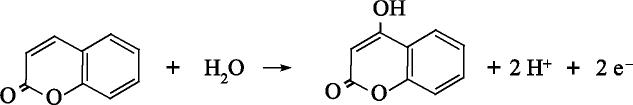 OH
+ H₂O → + 2 H⁺ + 2 e⁻
O O O O